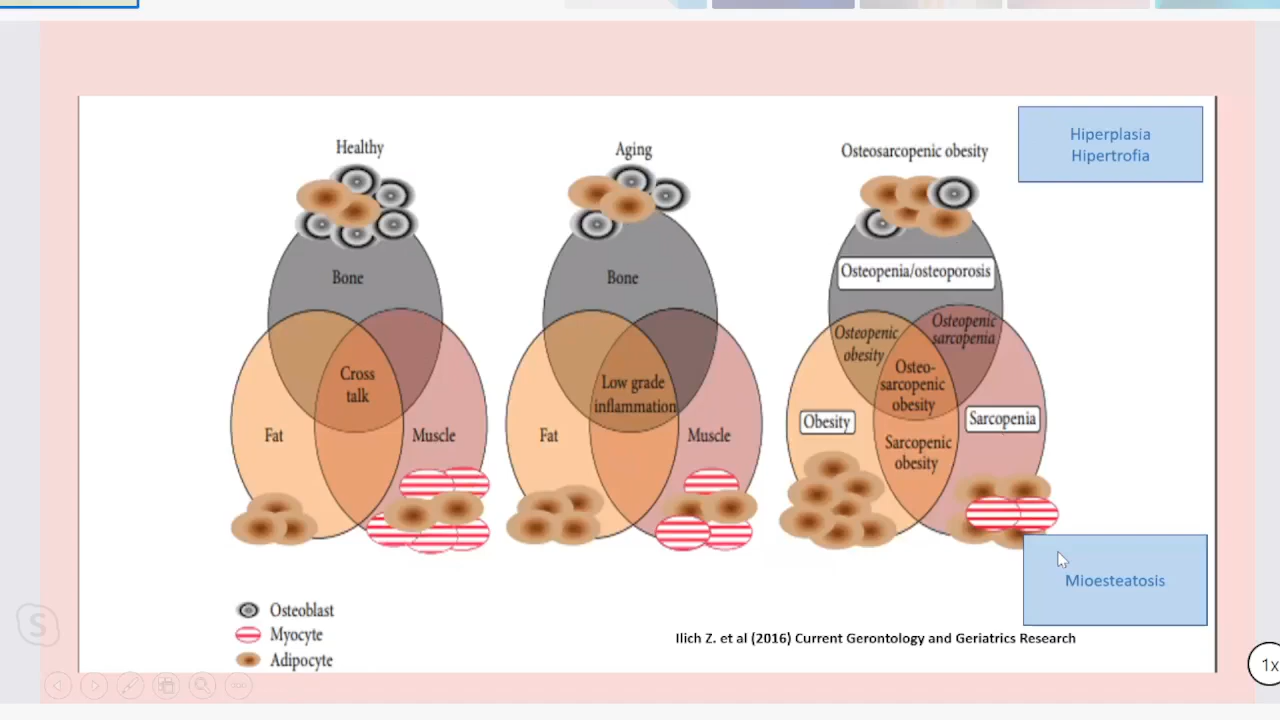 Healthy
Aging
Osteosarcopenic obesity
Hiperplasia
Hipertrofia
Bone
Fat
Cross
talk
Muscle
Bone
Fat
Low grade
inflammation
Muscle
Osteopenia/osteoporosis
Osteopenic
obesity
Osteopenic
sarcopenia
Osteo-
sarcopenic
obesity
Obesity
Sarcopenia
Sarcopenic
obesity
Mioesteatosis
Osteoblast
Myocyte
Adipocyte
Ilich Z. et al (2016) Current Gerontology and Geriatrics Research
S
1x